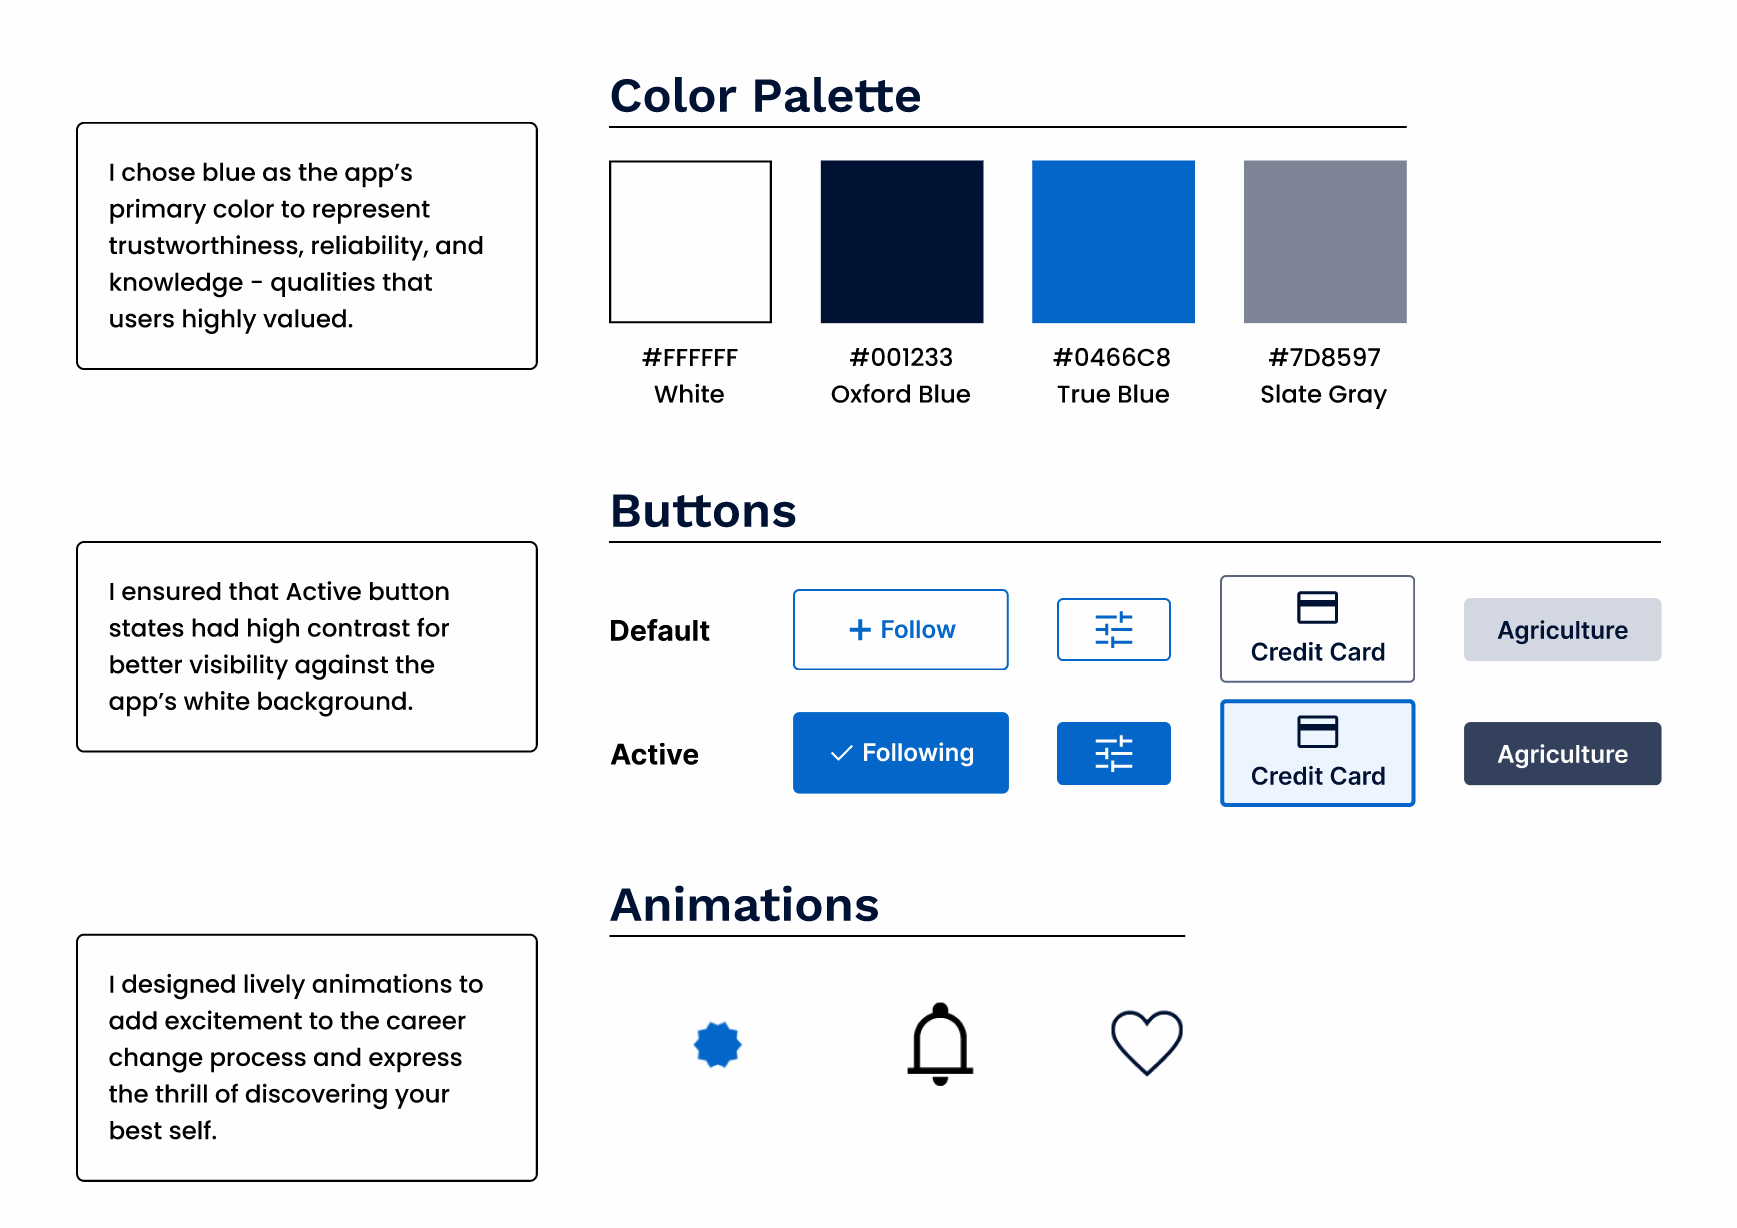 Color Palette
I chose blue as the app’s
primary color to represent
trustworthiness, reliability, and
knowledge - qualities that
users highly valued.
#FFFFFF
White
#001233
Oxford Blue
#0466C8
True Blue
#7D8597
Slate Gray
Buttons
I ensured that Active button
states had high contrast for
better visibility against the
app’s white background.
Default
Follow
Credit Card
Agriculture
Active
Following
Credit Card
Agriculture
Animations
I designed lively animations to
add excitement to the career
change process and express
the thrill of discovering your
best self.